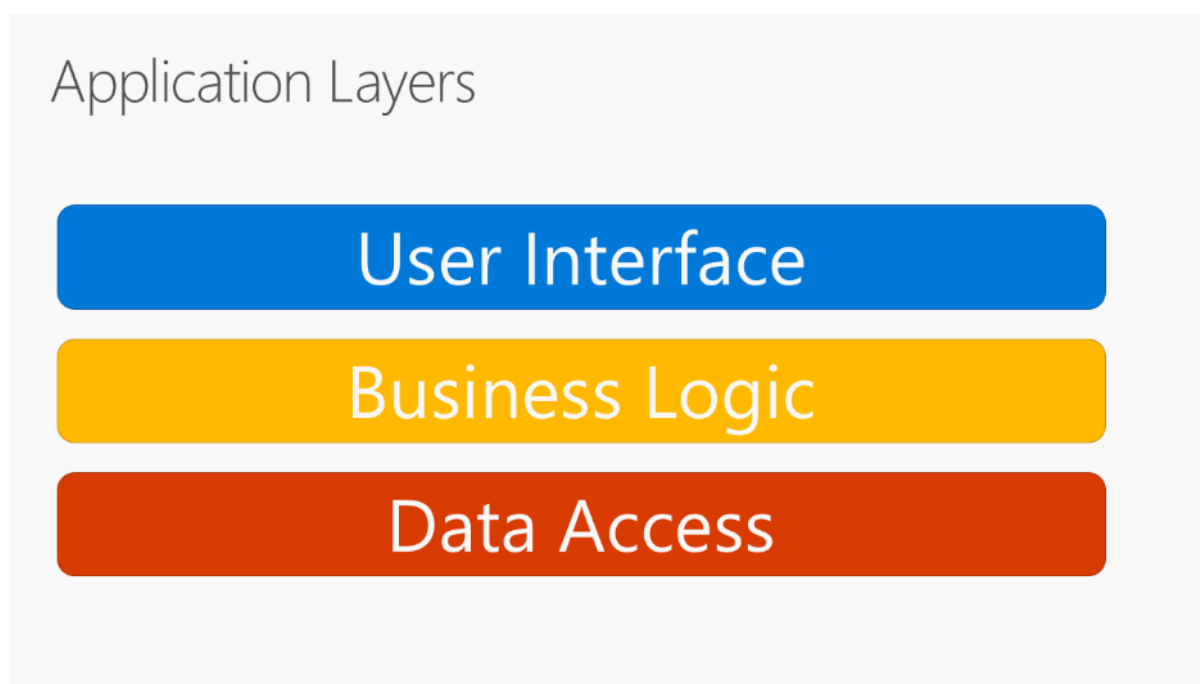 Application Layers
User Interface
Business Logic
Data Access